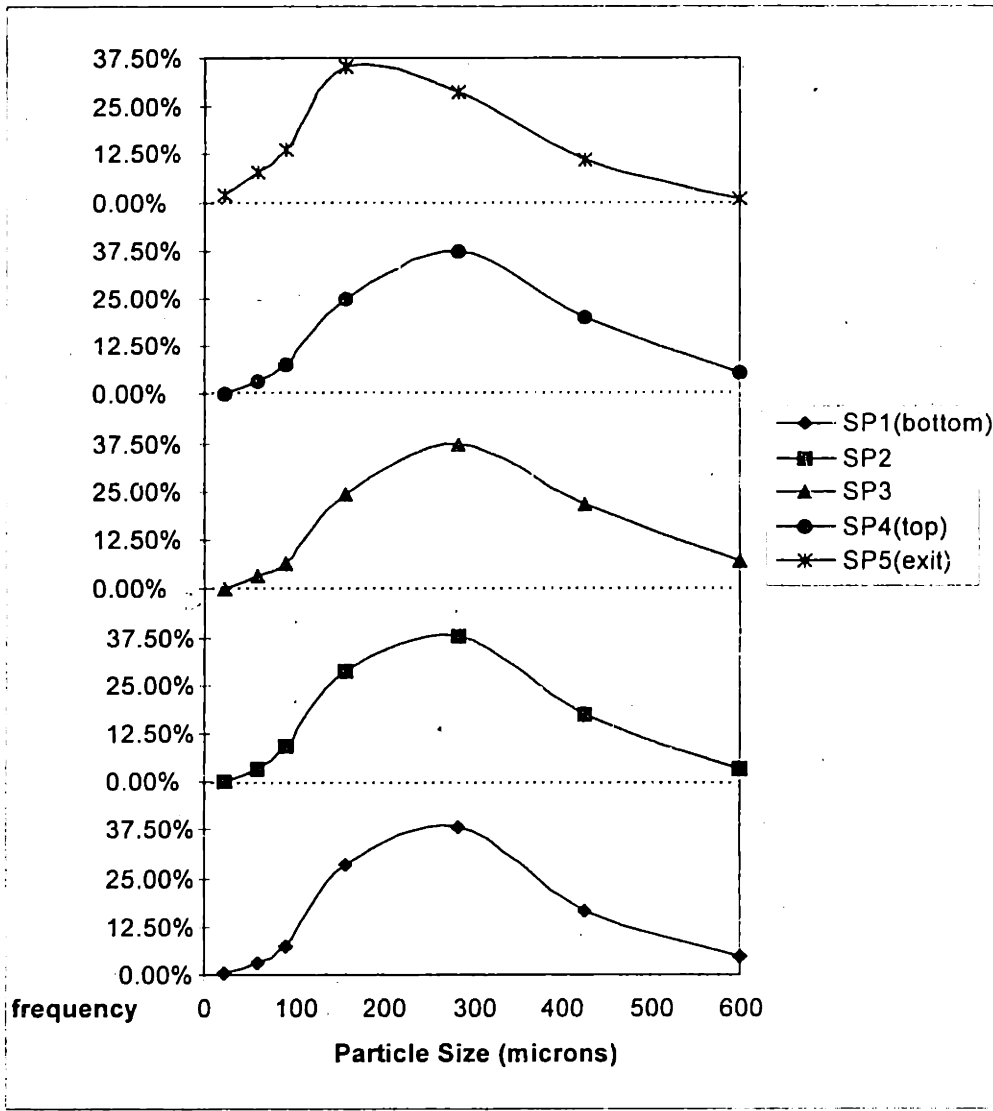 37.50%
25.00%
12.50%
0.00%
37.50%
25.00%
12.50%
0.00%
37.50%
25.00%
12.50%
0.00%
37.50%
25.00%
12.50%
0.00%
37.50%
25.00%
12.50%
0.00%
frequency
0 100 200 300 400 500 600
Particle Size (microns)
SP1(bottom)
SP2
SP3
SP4(top)
SP5(exit)